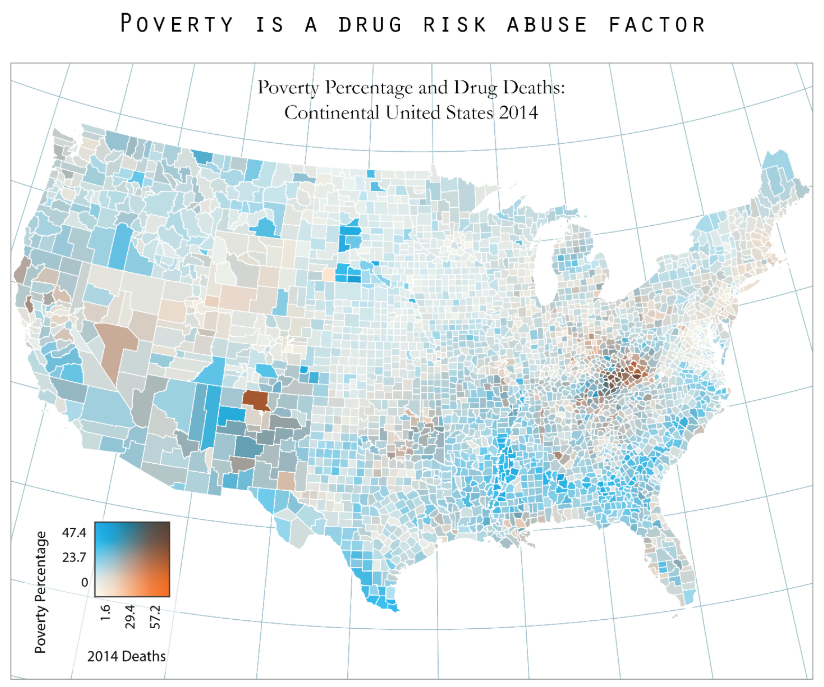 POVERTY IS A DRUG RISK ABUSE FACTOR
Poverty Percentage and Drug Deaths:
Continental United States 2014
Poverty Percentage
47.4
23.7
0
1.6
29.4
57.2
2014 Deaths